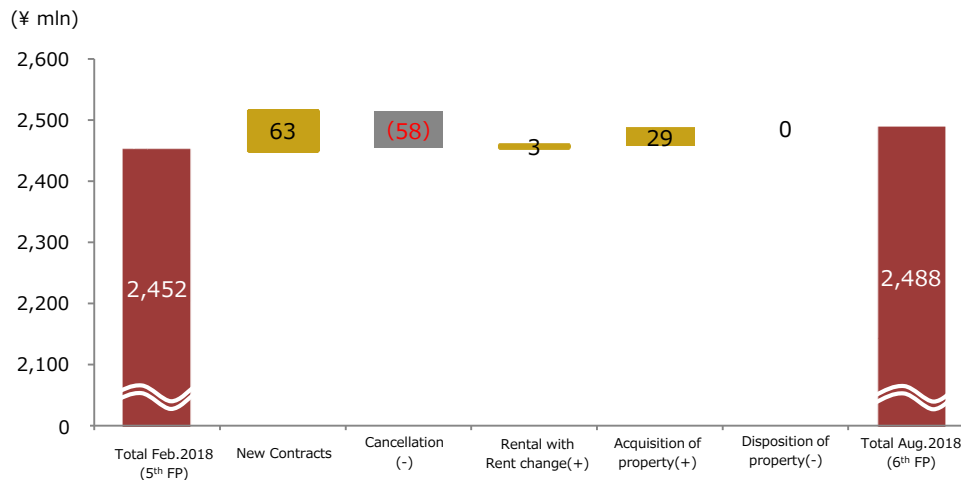 (¥ mln)
2,600
2,500
2,400
2,300
2,200
2,100
0
2,452
63
(58)
3
29
0
2,488
Total Feb.2018
(5th FP)
New Contracts
Cancellation
(-)
Rental with
Rent change(+)
Acquisition of
property(+)
Disposition of
property(-)
Total Aug.2018
(6th FP)